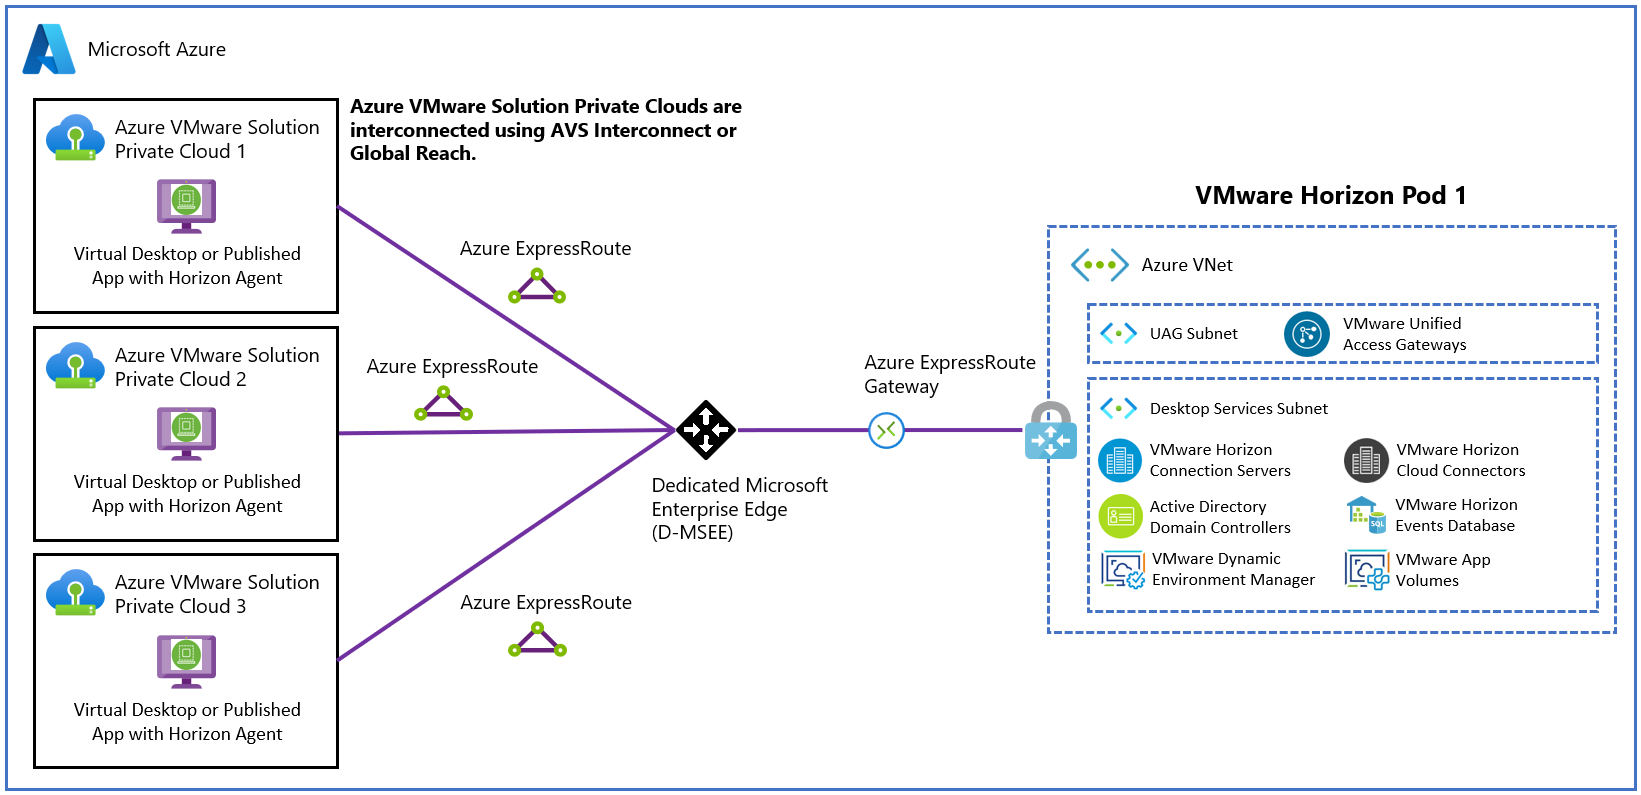 Microsoft Azure
Azure VMware Solution
Private Cloud 1
Virtual Desktop or Published
App with Horizon Agent
Azure VMware Solution
Private Cloud 2
Virtual Desktop or Published
App with Horizon Agent
Azure VMware Solution
Private Cloud 3
Virtual Desktop or Published
App with Horizon Agent
Azure VMware Solution Private Clouds are
interconnected using AVS Interconnect or
Global Reach.
Azure ExpressRoute
Azure ExpressRoute
Azure ExpressRoute
Dedicated Microsoft
Enterprise Edge
(D-MSEE)
Azure ExpressRoute
Gateway
VMware Horizon Pod 1
Azure VNet
UAG Subnet
VMware Unified
Access Gateways
Desktop Services Subnet
VMware Horizon
Connection Servers
VMware Horizon
Cloud Connectors
Active Directory
Domain Controllers
SQL
VMware Horizon
Events Database
VMware Dynamic
Environment Manager
VMware App
Volumes